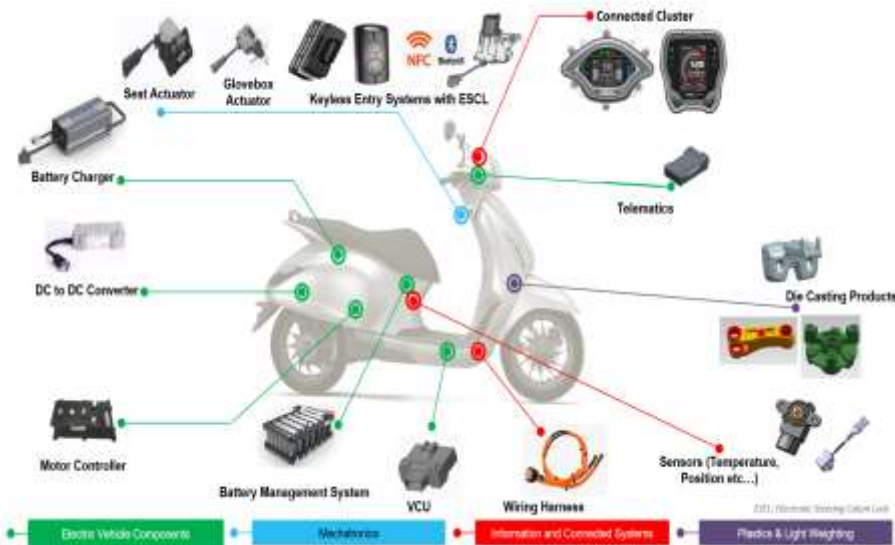 Connected Cluster
NFC
Bluetooth
Seat Actuator
Glovebox
Actuator
Keyless Entry Systems with ESCL
Battery Charger
Telematics
DC to DC Converter
Die Casting Products
Motor Controller
Battery Management System
VCU
Wiring Harness
Sensors (Temperature,
Position etc...)
ESCL: Electronic Steering Column Lock
Electro Vehicle Components
Mechatronics
Information and Connected Systems
Plastics & Light Weighting